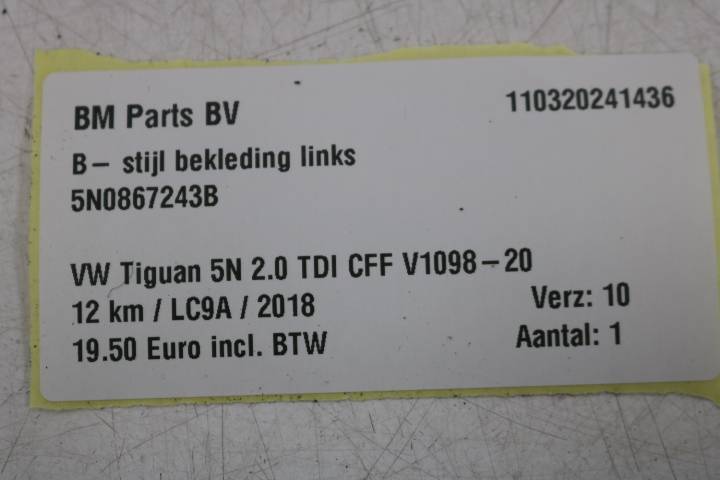 BM Parts BV 110320241436
B– stijl bekleding links
5N0867243B
VW Tiguan 5N 2.0 TDI CFF V1098–20
12 km / LC9A / 2018 Verz: 10
19.50 Euro incl. BTW Aantal: 1